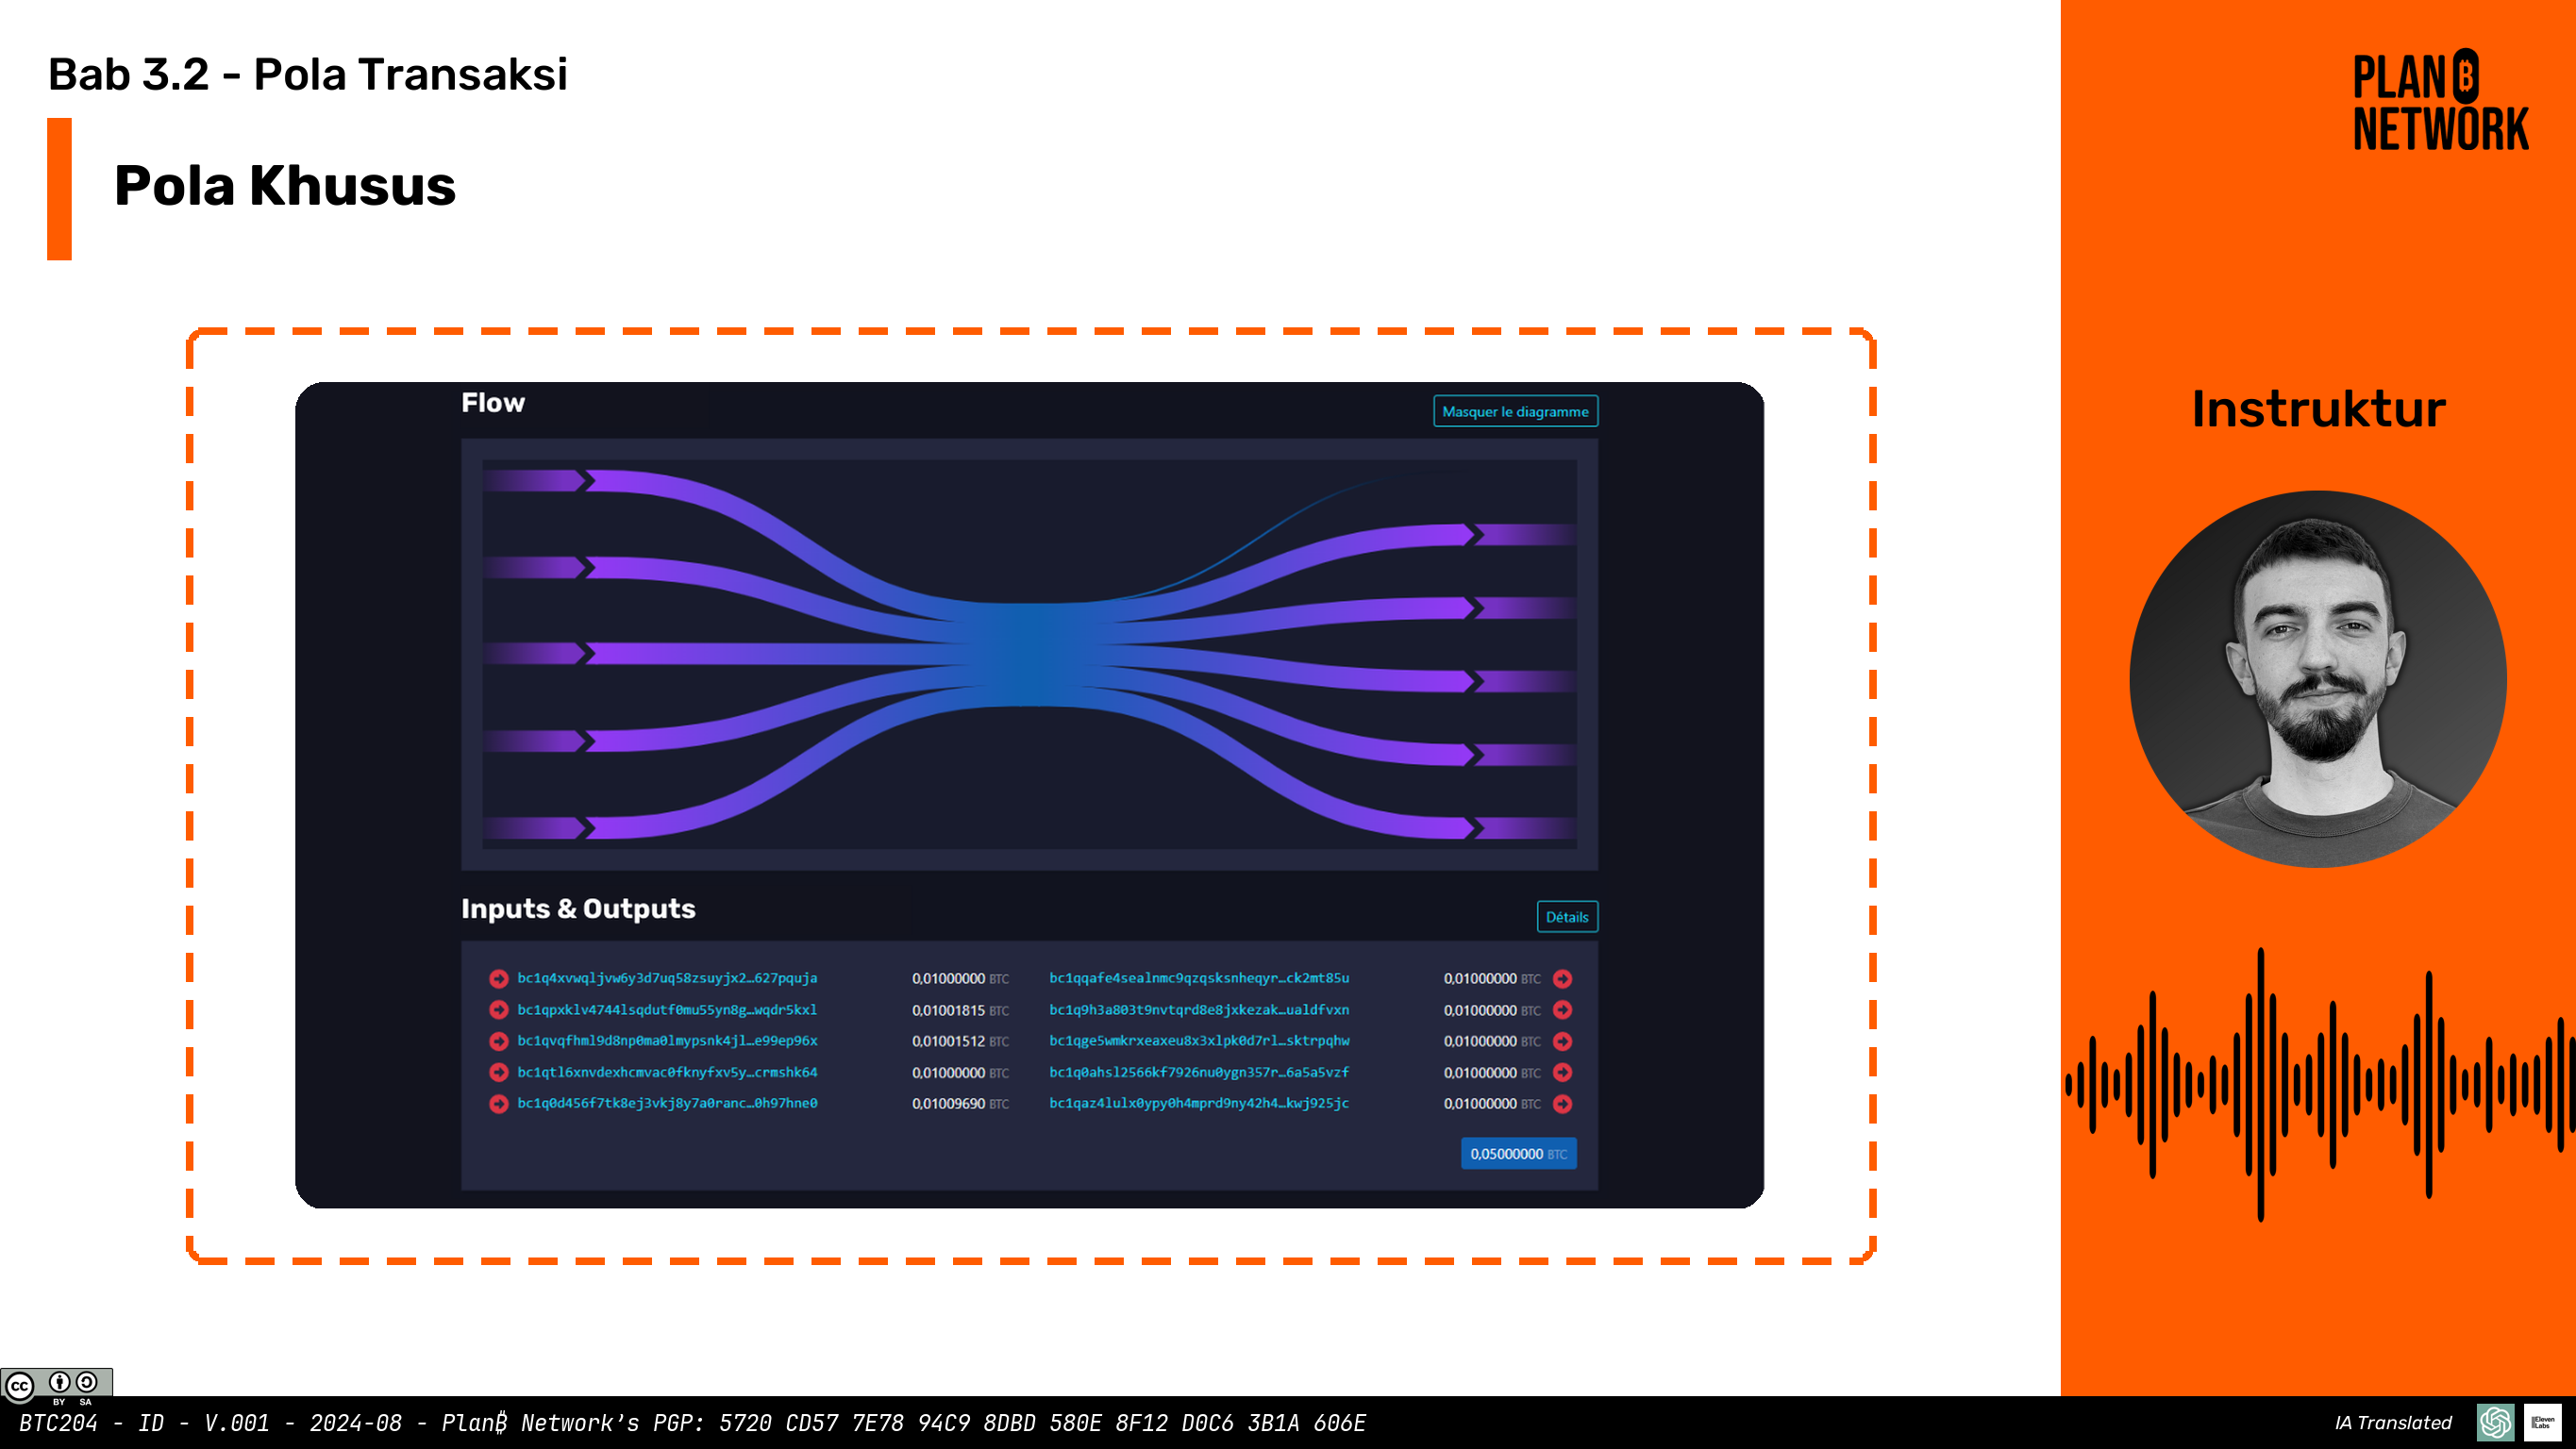 Bab 3.2 - Pola Transaksi
Pola Khusus
PLAN ₿
NETWORK
Instruktur
Flow
Masquer le diagramme
Inputs & Outputs
Détails
bc1q4xvwqljvw6y3d7uq58zsuyjx2…627pquja 0,01000000 BTC bc1qqafe4sealnmc9qzqsksnheqyr…ck2mt85u 0,01000000 BTC
bc1qpxklv4744lsqdutf0mu55yn8g…wqdr5kxl 0,01001815 BTC bc1q9h3a803t9nvtqrd8e8jxkezak…ualdfvxn 0,01000000 BTC
bc1qvqfhml9d8np0ma0lmypsnk4jl…e99ep96x 0,01001512 BTC bc1qge5wmkrxeaxeu8x3xlpk0d7rl…sktrpqhw 0,01000000 BTC
bc1qtl6xnvdexhcmvac0fknyfxv5y…crmshk64 0,01000000 BTC bc1q0ahsl2566kf7926nu0ygn357r…6a5a5vzf 0,01000000 BTC
bc1q0d456f7tk8ej3vkj8y7a0ranc…0h97hne0 0,01009690 BTC bc1qaz4lulx0ypy0h4mprd9ny42h4…kwj925jc 0,01000000 BTC
0,05000000 BTC
cc
BY SA
BTC204 - ID - V.001 - 2024-08 - Plan₿ Network's PGP: 5720 CD57 7E78 94C9 8DBD 580E 8F12 D0C6 3B1A 606E
IA Translated
ElevenLabs